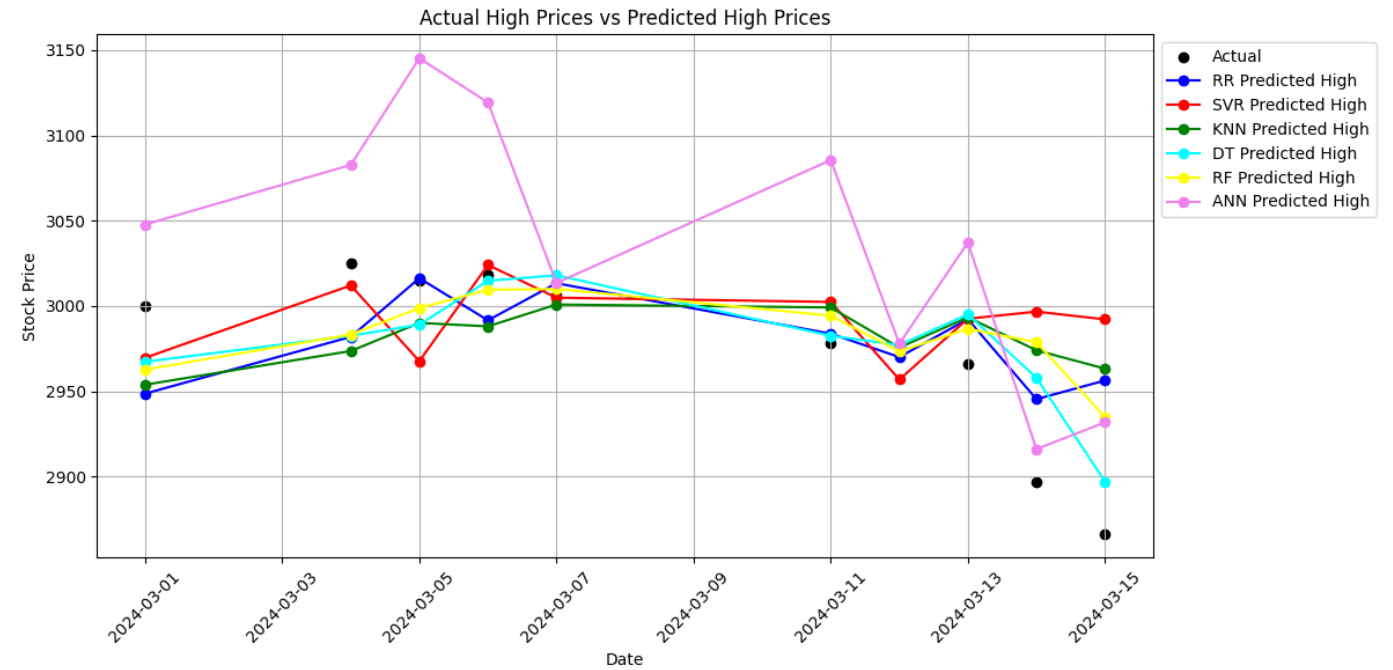 Actual High Prices vs Predicted High Prices
3150
3100
3050
3000
2950
2900
Stock Price
2024-03-01
2024-03-03
2024-03-05
2024-03-07
2024-03-09
2024-03-11
2024-03-13
2024-03-15
Date
Actual
RR Predicted High
SVR Predicted High
KNN Predicted High
DT Predicted High
RF Predicted High
ANN Predicted High